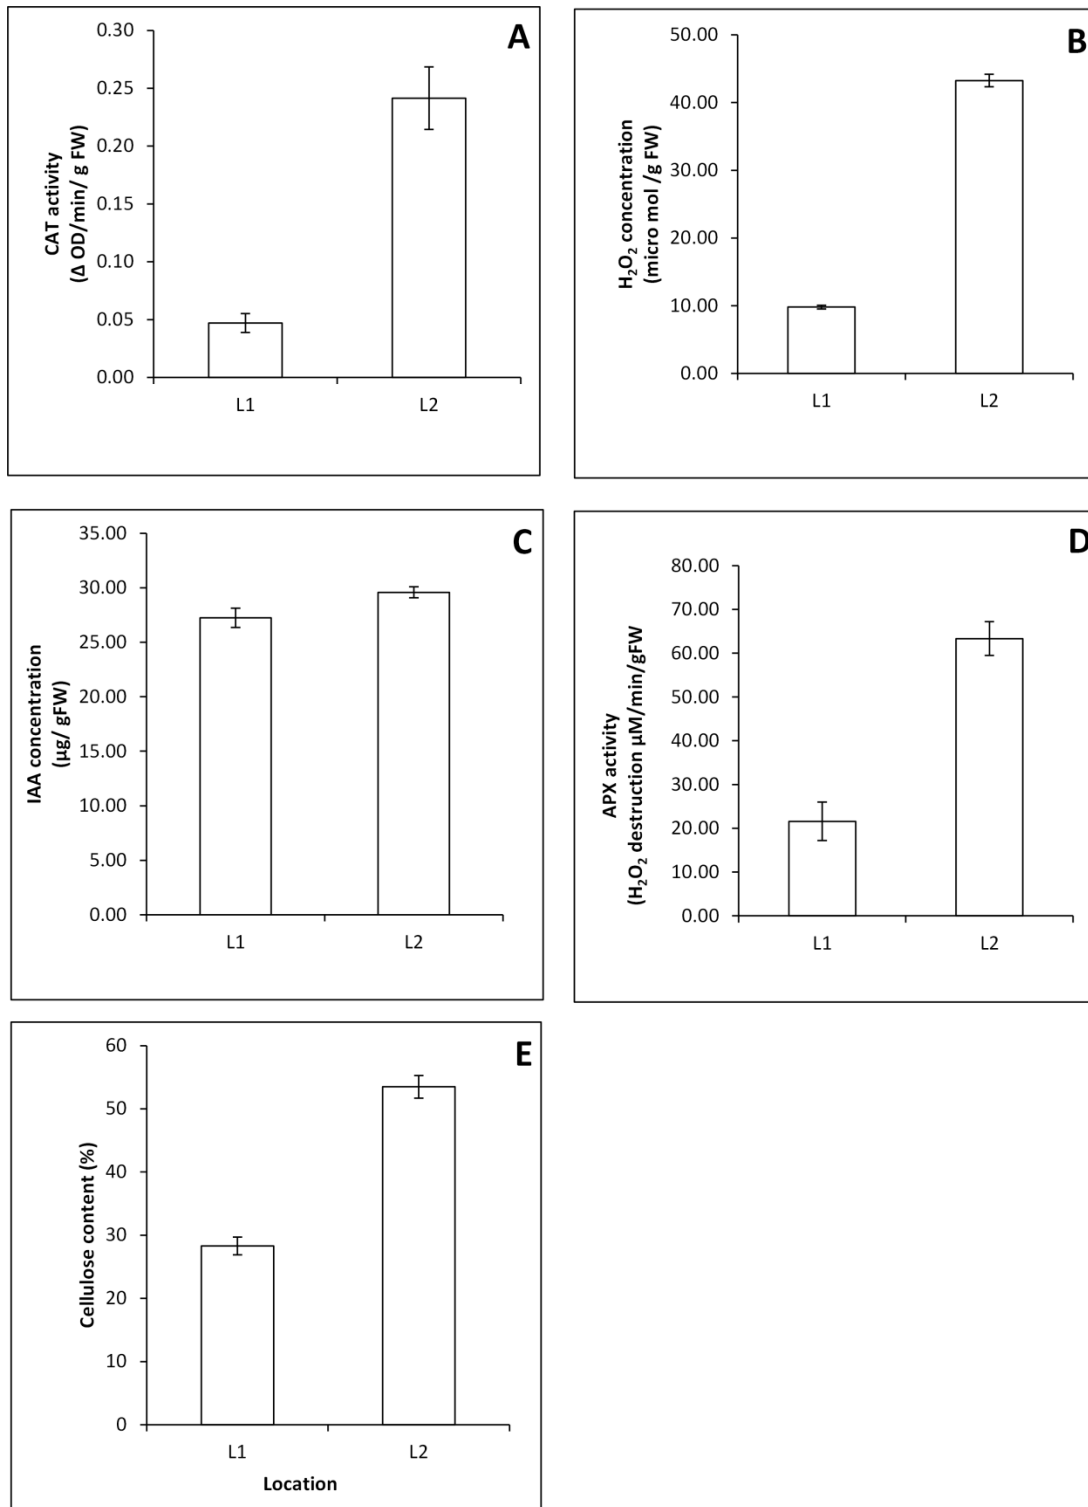 A
CAT activity
(Δ OD/min/ g FW)
0.30
0.25
0.20
0.15
0.10
0.05
0.00
L1 L2
B
H₂O₂ concentration
(micro mol /g FW)
50.00
40.00
30.00
20.00
10.00
0.00
L1 L2
C
IAA concentration
(µg/ gFW)
35.00
30.00
25.00
20.00
15.00
10.00
5.00
0.00
L1 L2
D
APX activity
(H₂O₂ destruction µM/min/gFW
80.00
70.00
60.00
50.00
40.00
30.00
20.00
10.00
0.00
L1 L2
E
Cellulose content (%)
60
50
40
30
20
10
0
L1 L2
Location